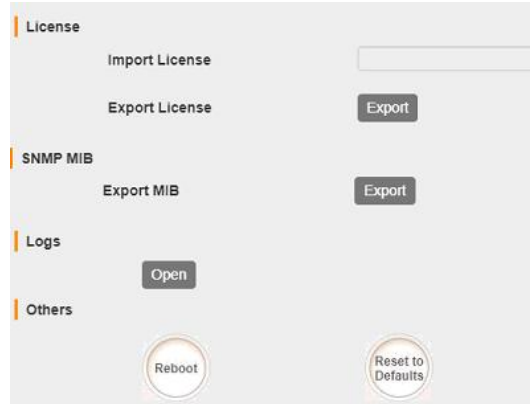 License
Import License
Export License Export
SNMP MIB
Export MIB Export
Logs
Open
Others
Reboot Reset to
Defaults